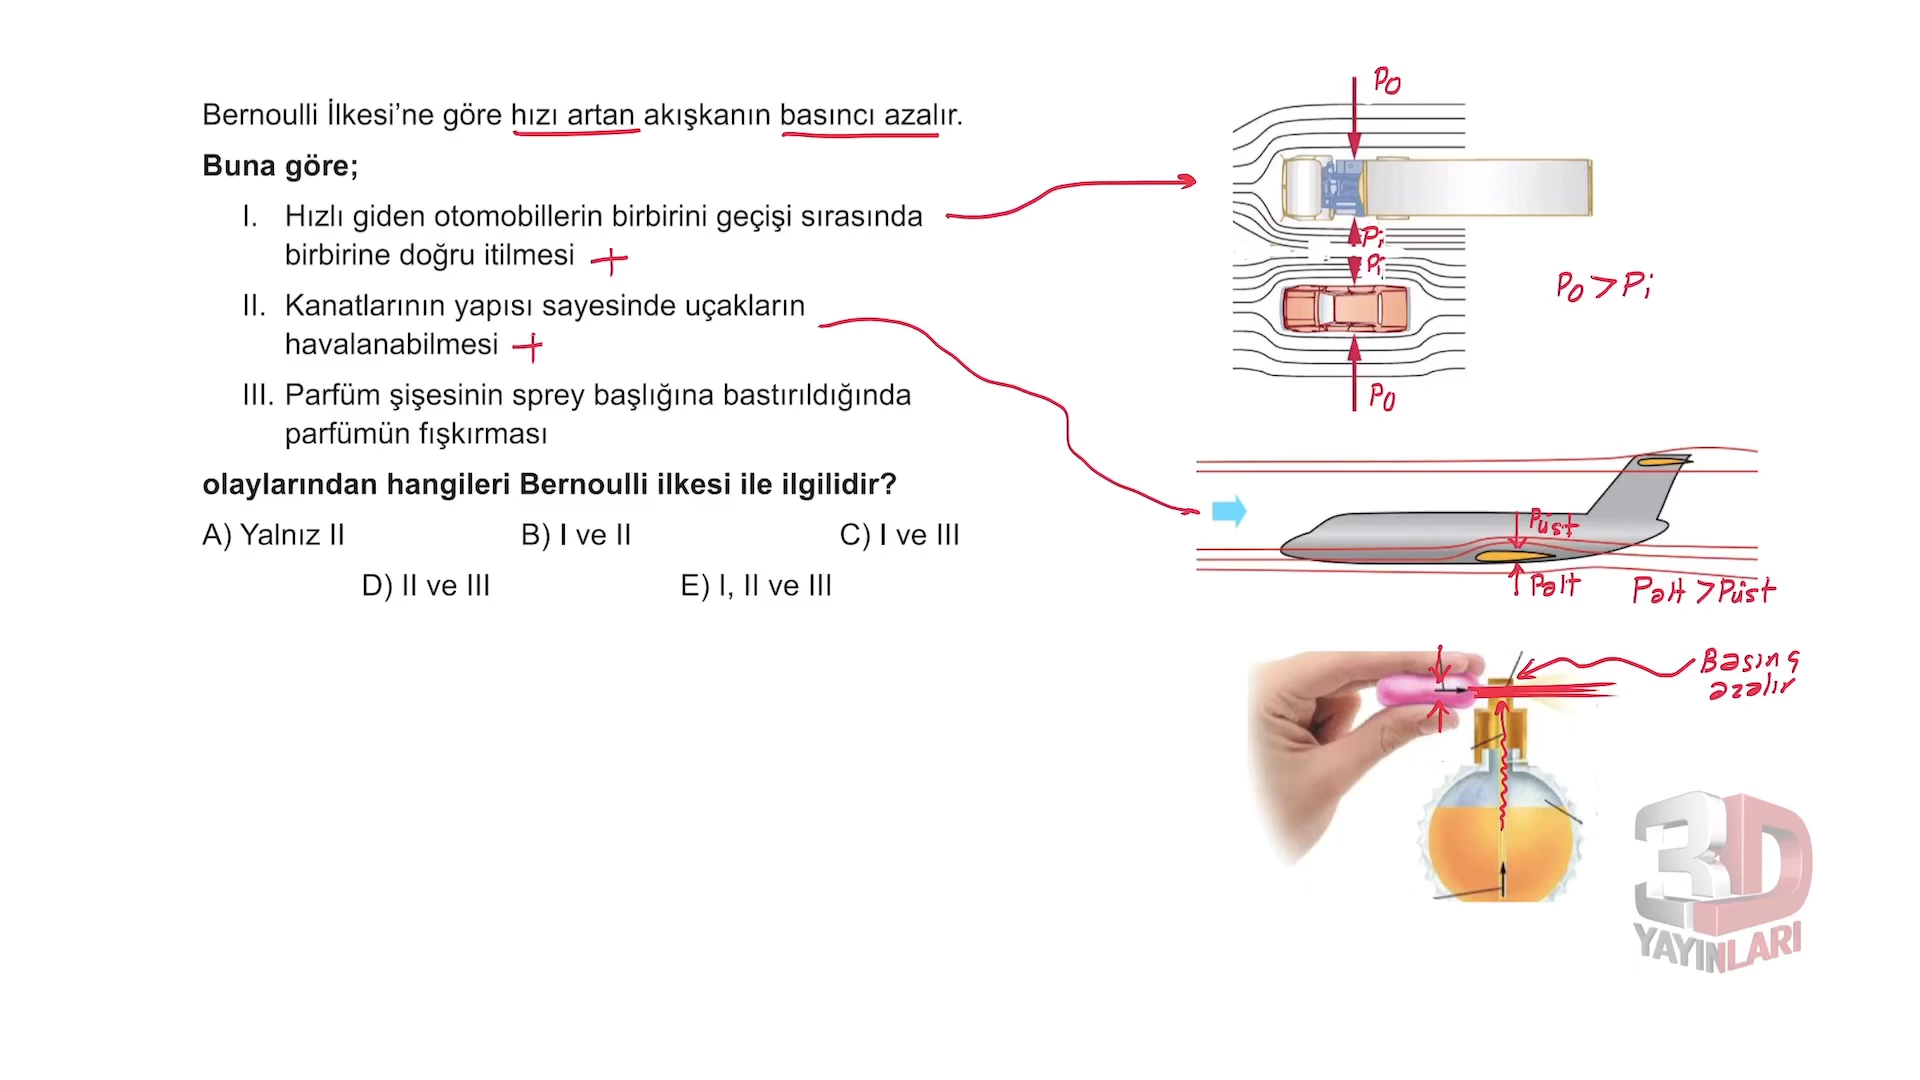 Bernoulli İlkesi’ne göre hızı artan akışkanın basıncı azalır.
Buna göre;
I. Hızlı giden otomobillerin birbirini geçişi sırasında
birbirine doğru itilmesi +
II. Kanatlarının yapısı sayesinde uçakların
havalanabilmesi +
III. Parfüm şişesinin sprey başlığına bastırıldığında
parfümün fışkırması
olaylarından hangileri Bernoulli ilkesi ile ilgilidir?
A) Yalnız II B) I ve II C) I ve III
D) II ve III E) I, II ve III
P0
Pi
Pi
P0 > Pi
P0
Püst
Palt
Palt > Püst
Basınç
azalır
3D
YAYINLARI